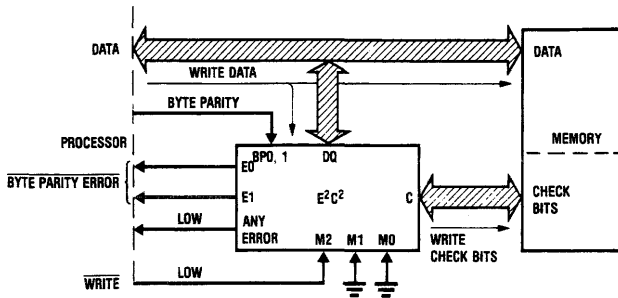 DATA
DATA
WRITE DATA
BYTE PARITY
PROCESSOR
BP0, 1 DQ
MEMORY
E0
BYTE PARITY ERROR
E1 E²C² C
CHECK
BITS
LOW
ANY
ERROR
M2 M1 M0
WRITE
CHECK BITS
LOW
WRITE